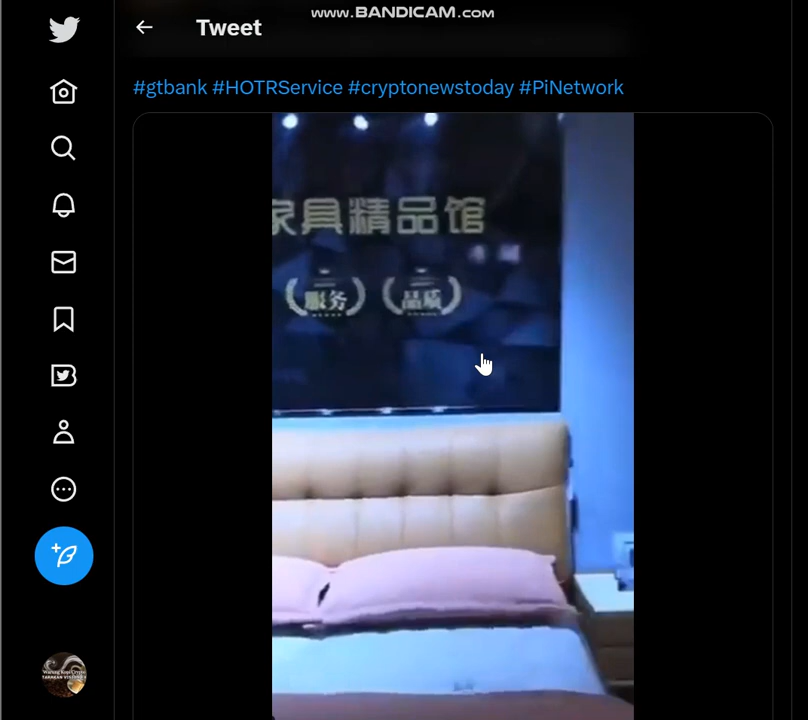 www.BANDICAM.com
Tweet
#gtbank #HOTRService #cryptonewstoday #PiNetwork
家具精品馆
服务 品质